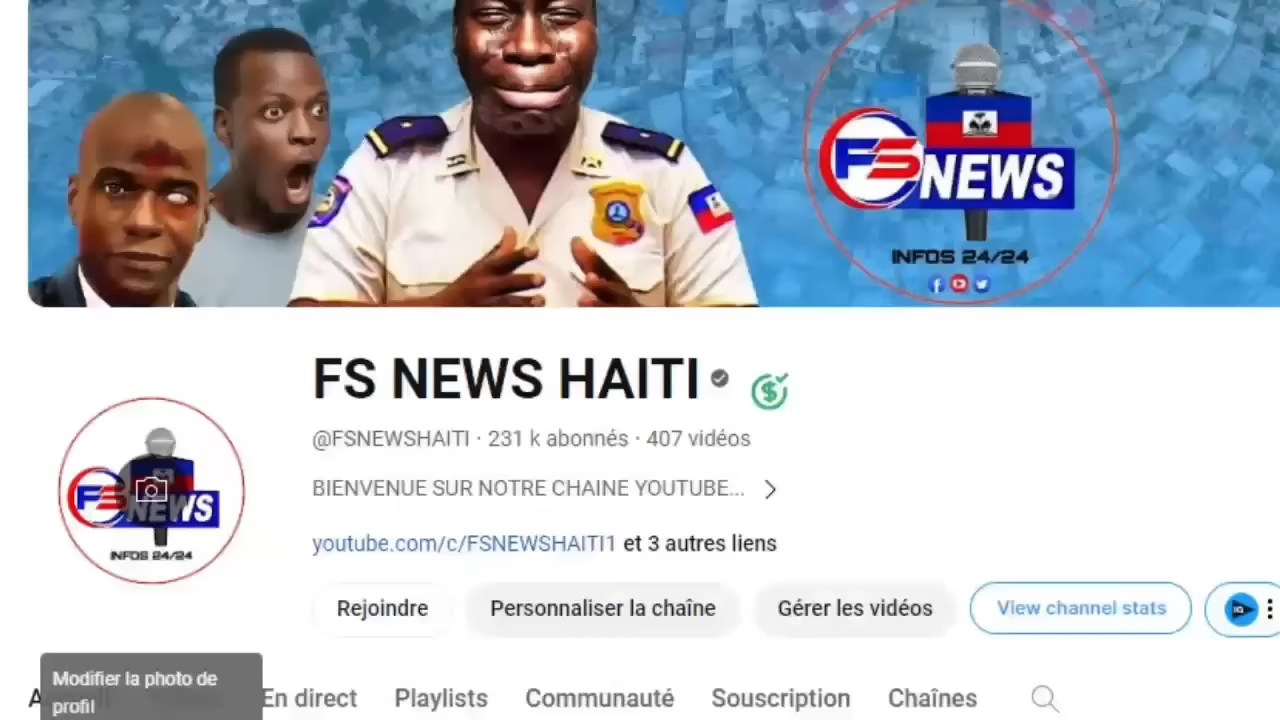 FS NEWS
INFOS 24/24
FS NEWS HAITI
@FSNEWSHAITI · 231 k abonnés · 407 vidéos
BIENVENUE SUR NOTRE CHAINE YOUTUBE...
youtube.com/c/FSNEWSHAITI1 et 3 autres liens
FS NEWS
INFOS 24/24
Rejoindre Personnaliser la chaîne Gérer les vidéos View channel stats IQ
Modifier la photo de
profil
En direct Playlists Communauté Souscription Chaînes